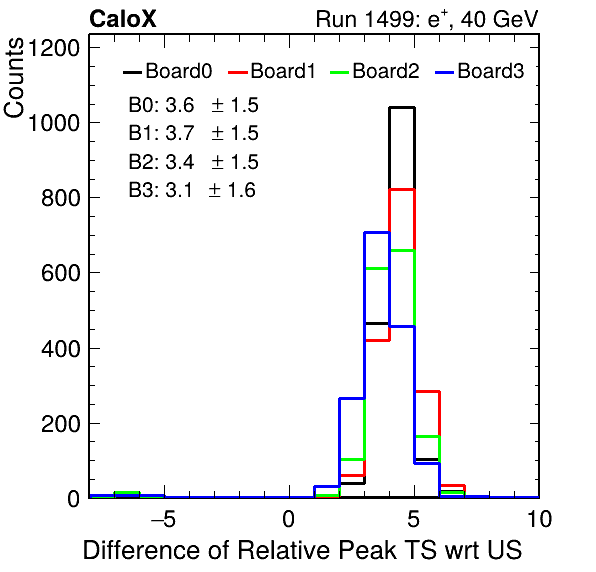 CaloX Run 1499: e+, 40 GeV
Counts
Board0 Board1 Board2 Board3
B0: 3.6 ± 1.5
B1: 3.7 ± 1.5
B2: 3.4 ± 1.5
B3: 3.1 ± 1.6
1200
1000
800
600
400
200
0
−5 0 5 10
Difference of Relative Peak TS wrt US